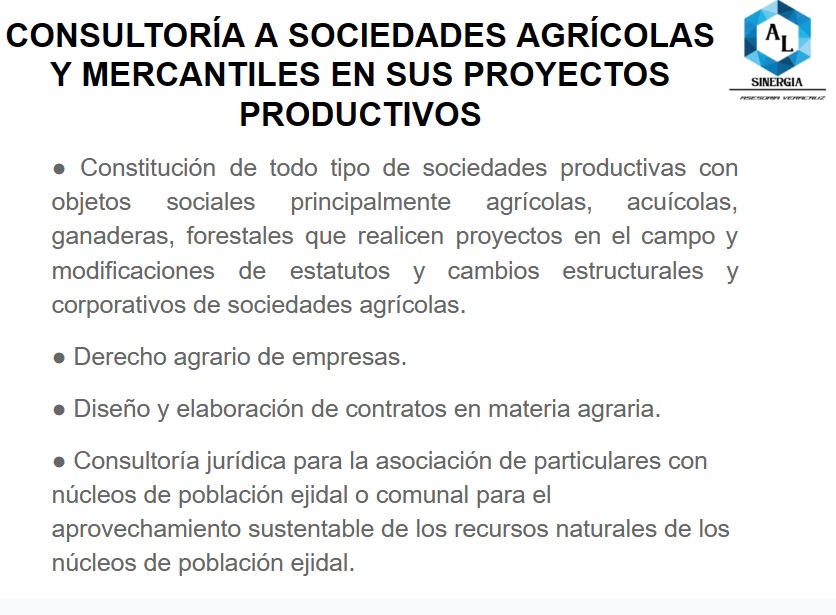 CONSULTORÍA A SOCIEDADES AGRÍCOLAS
Y MERCANTILES EN SUS PROYECTOS
PRODUCTIVOS
A
L
SINERGIA
ASESORIA VERACRUZ
● Constitución de todo tipo de sociedades productivas con
objetos sociales principalmente agrícolas, acuícolas,
ganaderas, forestales que realicen proyectos en el campo y
modificaciones de estatutos y cambios estructurales y
corporativos de sociedades agrícolas.
● Derecho agrario de empresas.
● Diseño y elaboración de contratos en materia agraria.
● Consultoría jurídica para la asociación de particulares con
núcleos de población ejidal o comunal para el
aprovechamiento sustentable de los recursos naturales de los
núcleos de población ejidal.